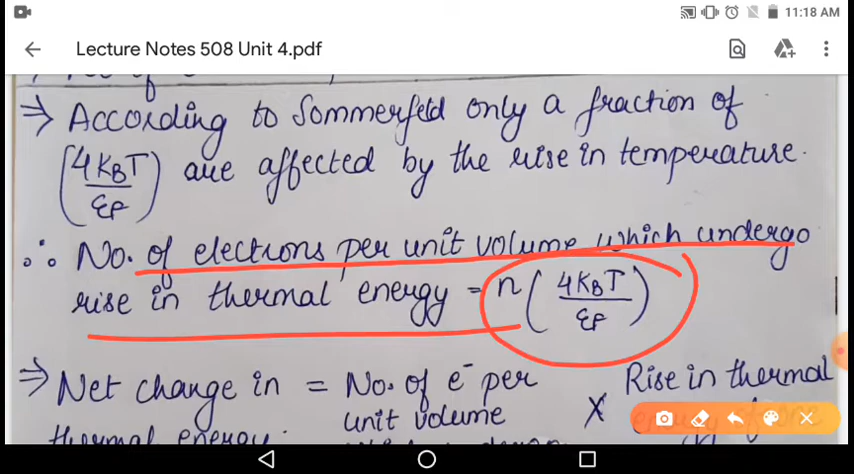 11:18 AM
Lecture Notes 508 Unit 4.pdf
⇒ According to Sommerfeld only a fraction of
(4KBT/εF) are affected by the rise in temperature.
∴ No. of electrons per unit volume which undergo
rise in thermal energy = n(4KBT/εF)
⇒ Net change in = No. of e⁻ per X Rise in thermal
thermal energy. unit volume